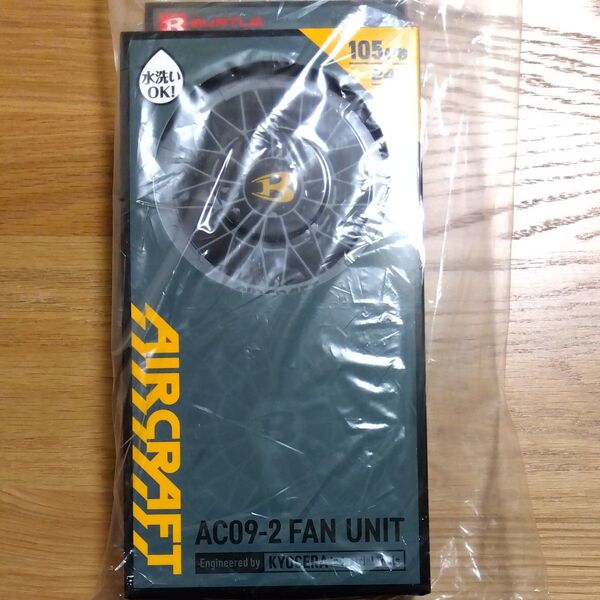 BURTLE
水洗い
OK!
105
AIRCRAFT
AC09-2 FAN UNIT
Engineered by KYOCERA